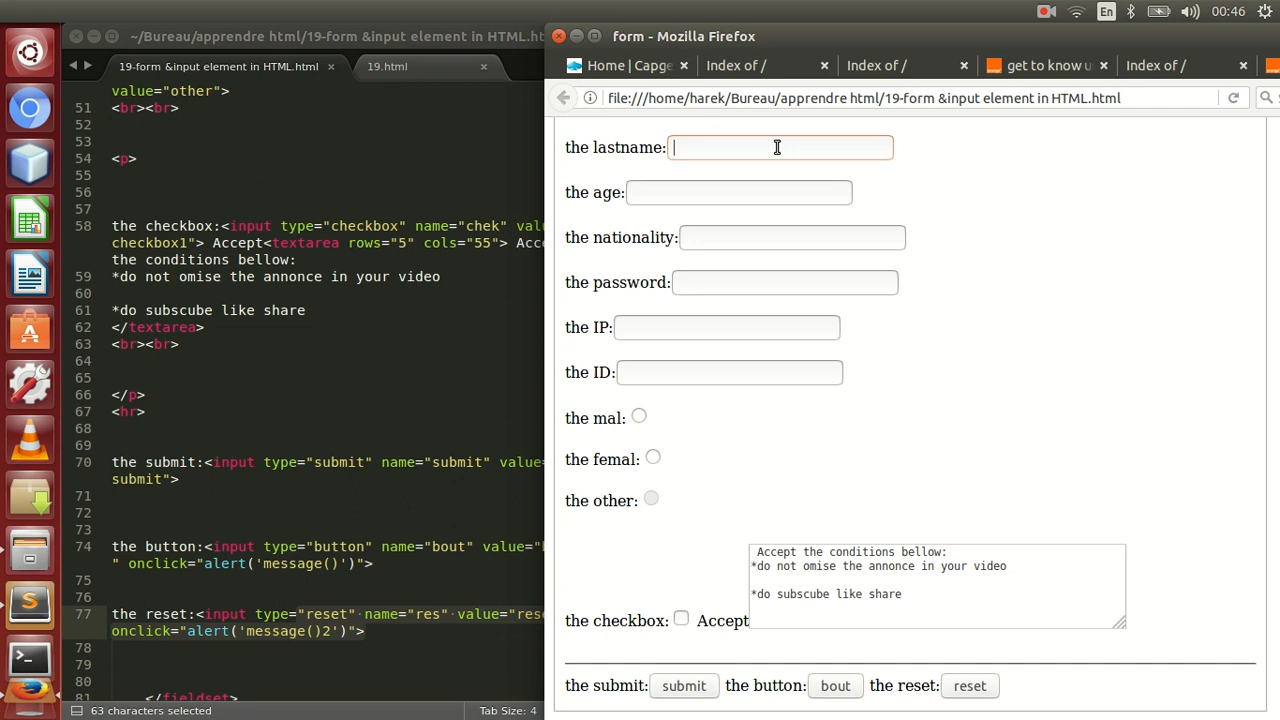 En
00:46
~/Bureau/apprendre html/19-form &input element in HTML.ht
form - Mozilla Firefox
19-form &input element in HTML.html ×
19.html ×
Home | Capge ×
Index of / ×
Index of / ×
get to know u ×
Index of / ×
file:///home/harek/Bureau/apprendre html/19-form &input element in HTML.html
value="other">
51 <br><br>
52
53
54 <p>
55
56
57
58 the checkbox:<input type="checkbox" name="chek" val
checkbox1"> Accept<textarea rows="5" cols="55"> Acc
the conditions bellow:
59 *do not omise the annonce in your video
60
61 *do subscube like share
62 </textarea>
63 <br><br>
64
65
66 </p>
67 <hr>
68
69
70 the submit:<input type="submit" name="submit" value=
submit">
71
72
73
74 the button:<input type="button" name="bout" value="
" onclick="alert('message()')">
75
76
77 the reset:<input type="reset" name="res" value="rese
onclick="alert('message()2')">
78
79
80
81 </fieldset>
63 characters selected
Tab Size: 4
the lastname:
the age:
the nationality:
the password:
the IP:
the ID:
the mal:
the femal:
the other:
Accept the conditions bellow:
*do not omise the annonce in your video
*do subscube like share
the checkbox: Accept
the submit: submit the button: bout the reset: reset